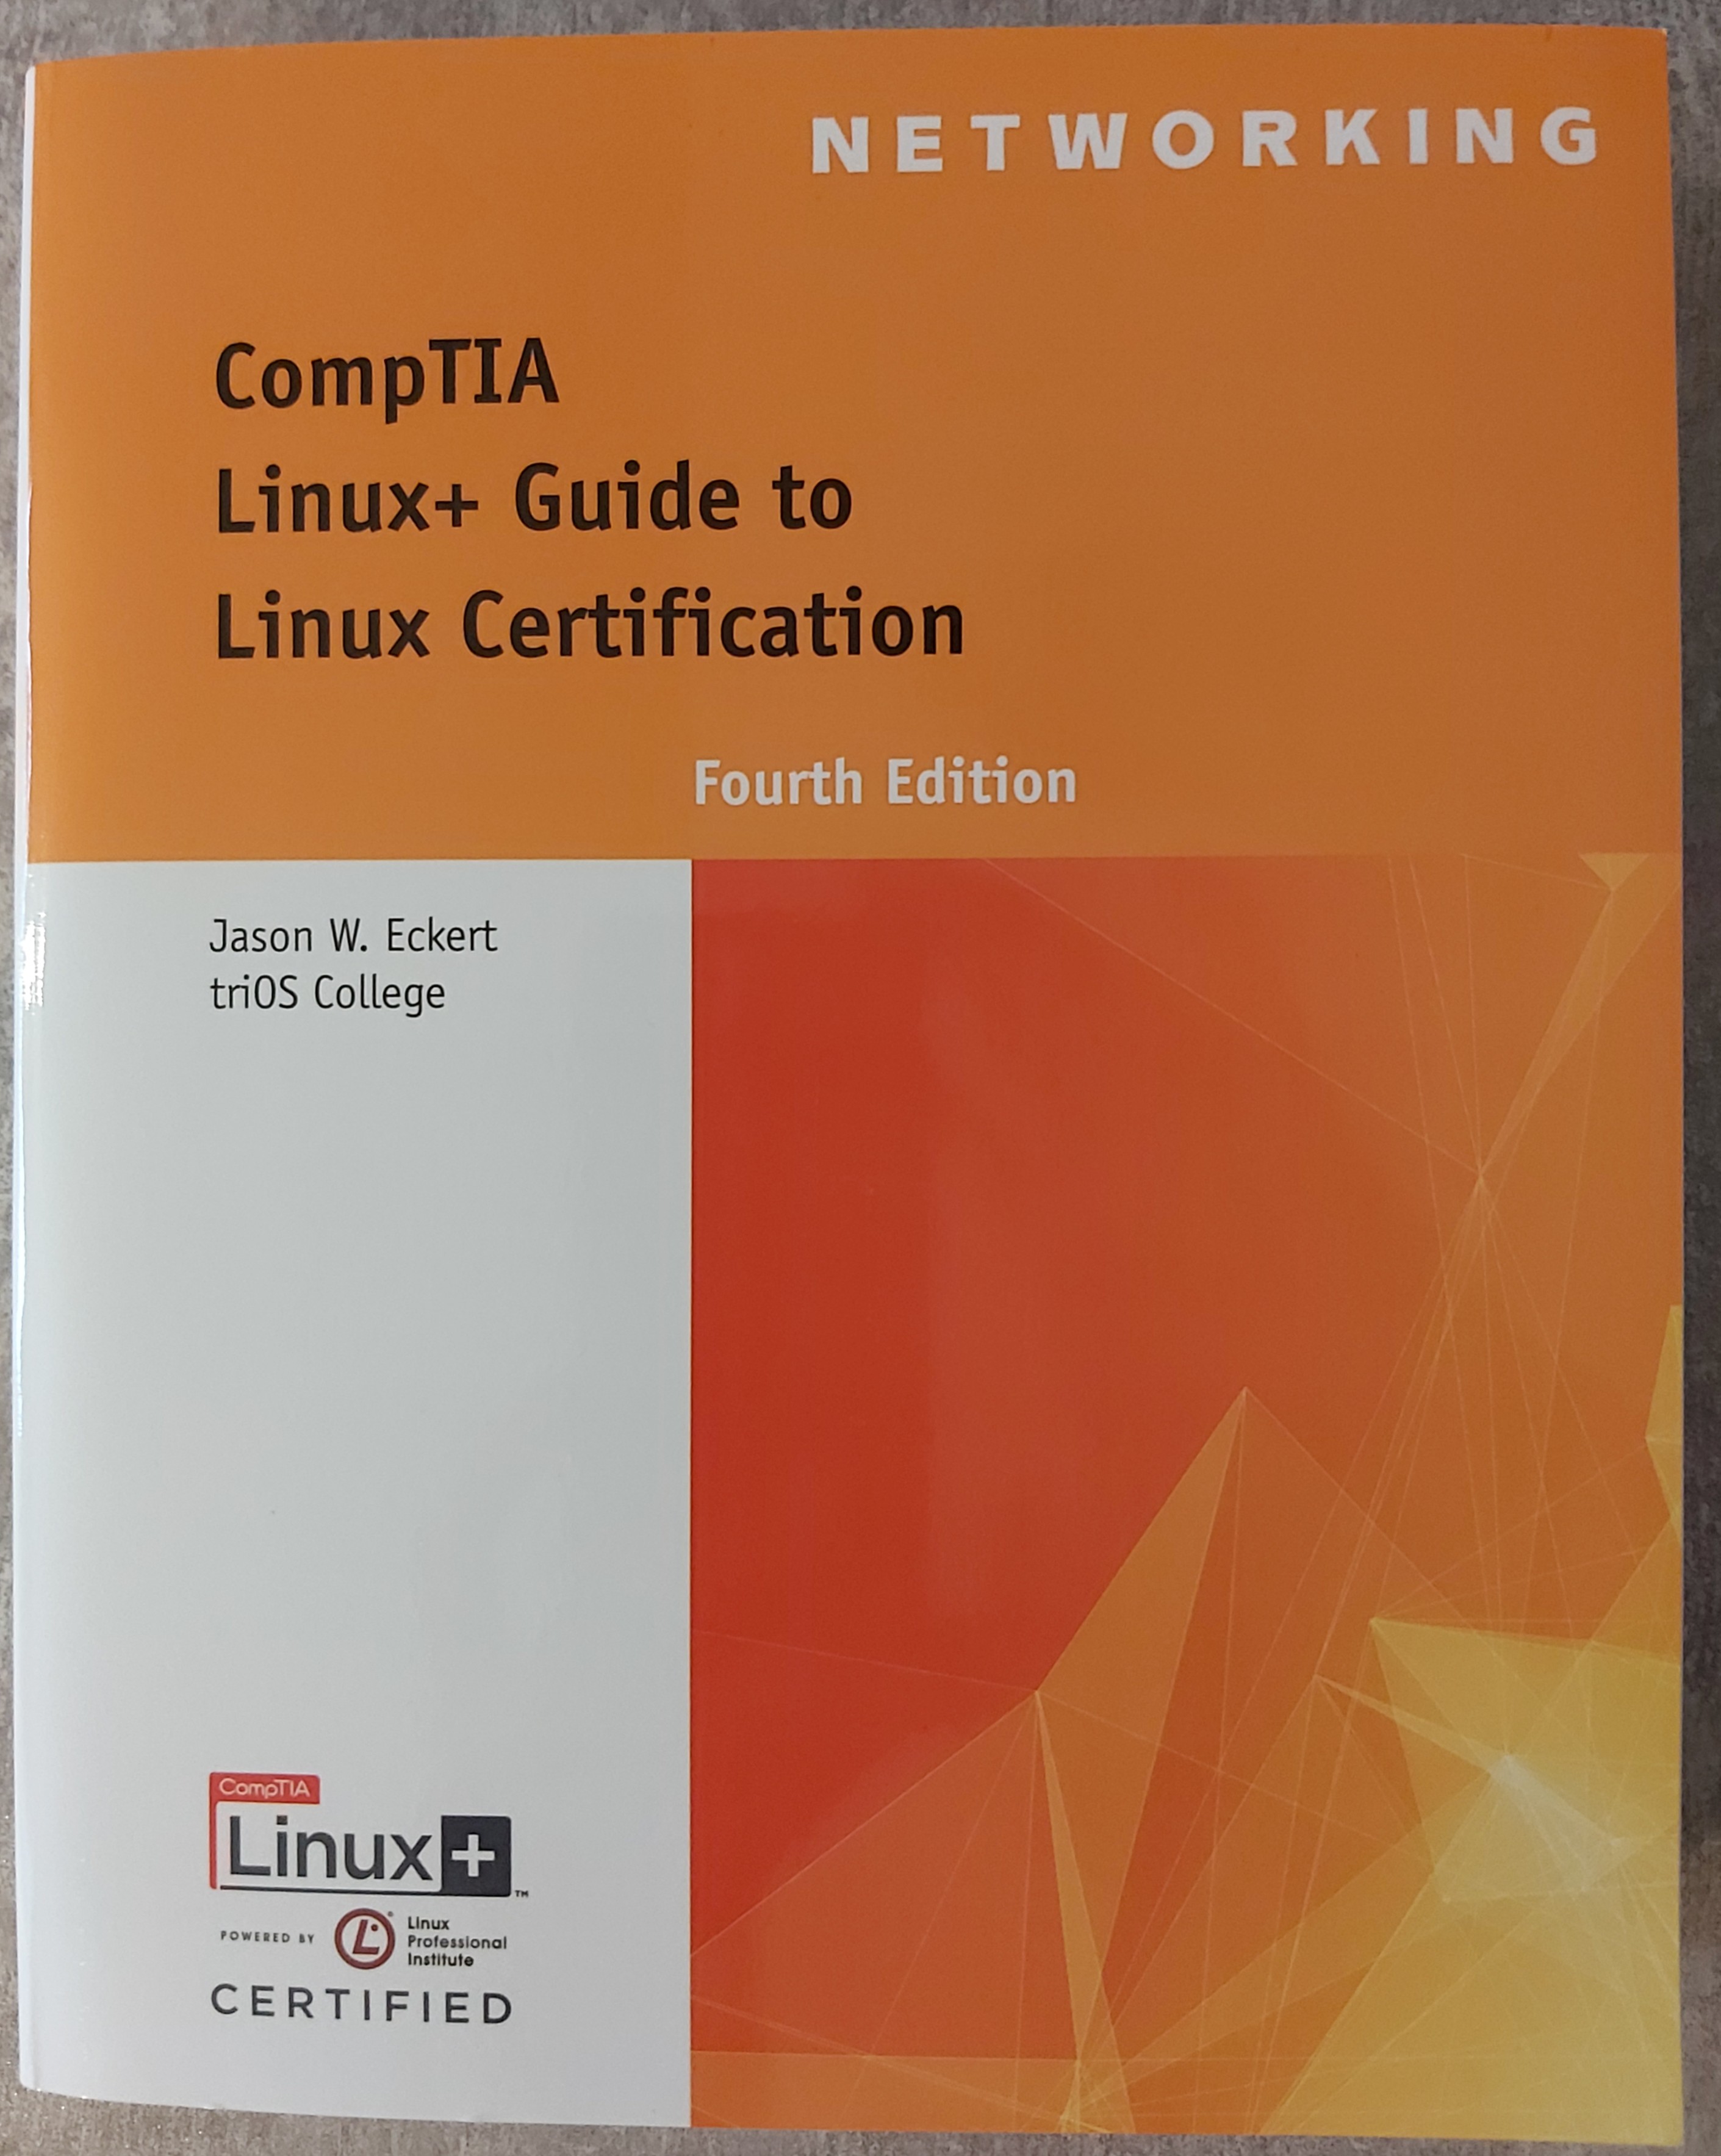 NETWORKING
CompTIA
Linux+ Guide to
Linux Certification
Fourth Edition
Jason W. Eckert
triOS College
CompTIA
Linux+™
POWERED BY
L®
Linux
Professional
Institute
CERTIFIED